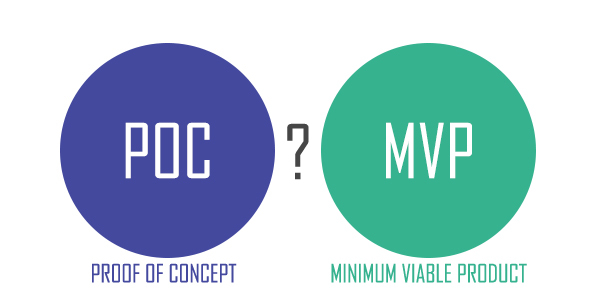 POC ? MVP
PROOF OF CONCEPT MINIMUM VIABLE PRODUCT